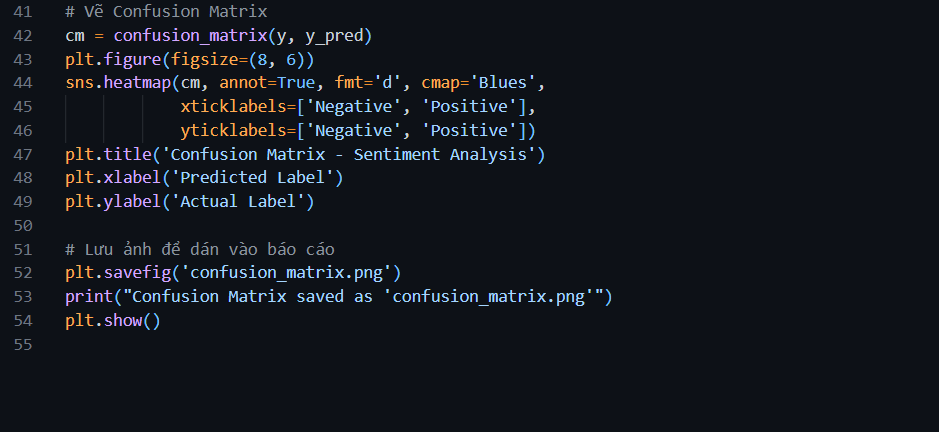 41 # Vẽ Confusion Matrix
42 cm = confusion_matrix(y, y_pred)
43 plt.figure(figsize=(8, 6))
44 sns.heatmap(cm, annot=True, fmt='d', cmap='Blues',
45             xticklabels=['Negative', 'Positive'],
46             yticklabels=['Negative', 'Positive'])
47 plt.title('Confusion Matrix - Sentiment Analysis')
48 plt.xlabel('Predicted Label')
49 plt.ylabel('Actual Label')
50
51 # Lưu ảnh để dán vào báo cáo
52 plt.savefig('confusion_matrix.png')
53 print("Confusion Matrix saved as 'confusion_matrix.png'")
54 plt.show()
55